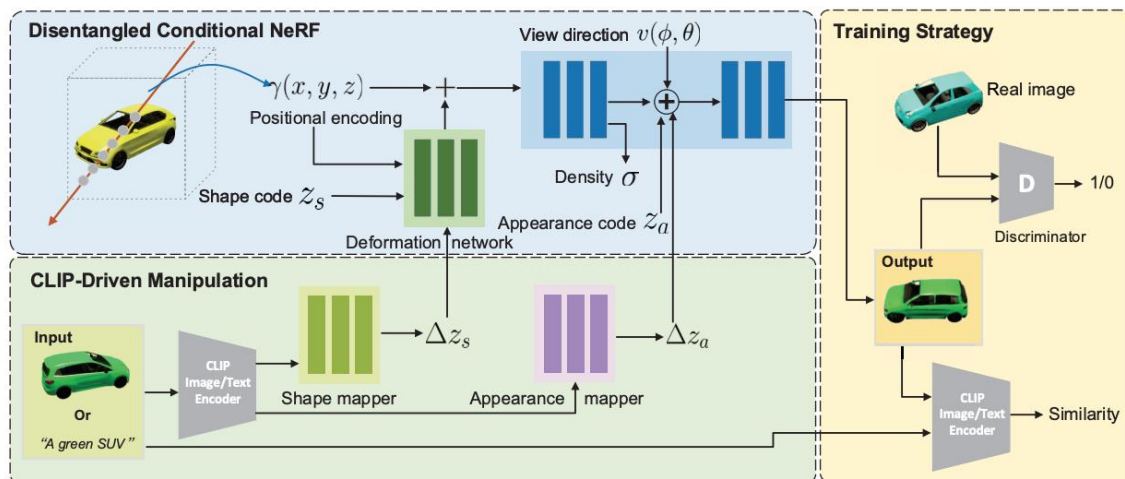 Disentangled Conditional NeRF
View direction v(ϕ, θ)
γ(x, y, z)
+
+
Positional encoding
Shape code z_s
Density σ
Appearance code z_a
Deformation network
CLIP-Driven Manipulation
Input
Or
"A green SUV"
CLIP
Image/Text
Encoder
Shape mapper
Δz_s
Appearance mapper
Δz_a
Training Strategy
Real image
D
1/0
Discriminator
Output
CLIP
Image/Text
Encoder
Similarity